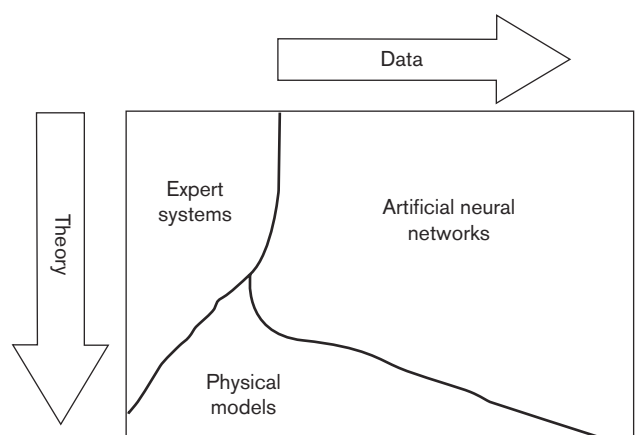 Data
Theory
Expert
systems
Artificial neural
networks
Physical
models